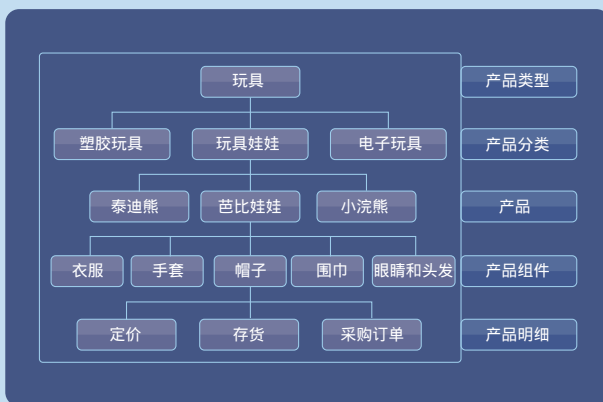 玩具 产品类型
塑胶玩具 玩具娃娃 电子玩具 产品分类
泰迪熊 芭比娃娃 小浣熊 产品
衣服 手套 帽子 围巾 眼睛和头发 产品组件
定价 存货 采购订单 产品明细